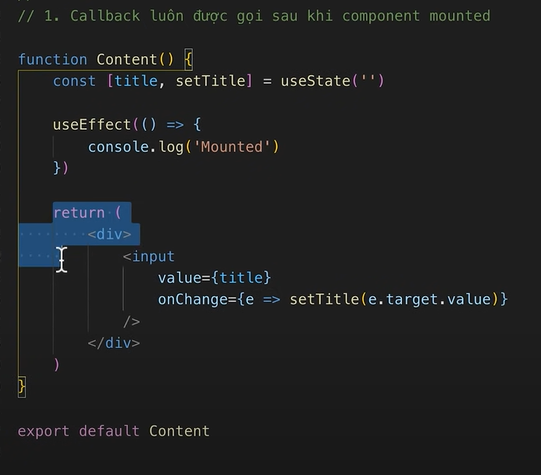 // 1. Callback luôn được gọi sau khi component mounted
function Content() {
const [title, setTitle] = useState('')
useEffect(() => {
console.log('Mounted')
})
return (
<div>
<input
value={title}
onChange={e => setTitle(e.target.value)}
/>
</div>
)
}
export default Content